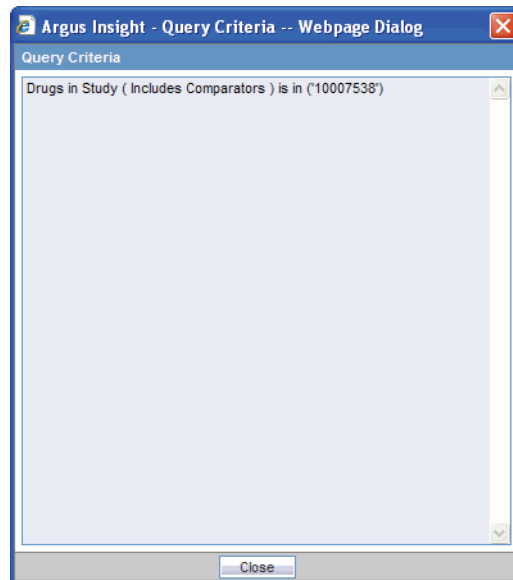 Argus Insight - Query Criteria -- Webpage Dialog
Query Criteria
Drugs in Study ( Includes Comparators ) is in ('10007538')
Close